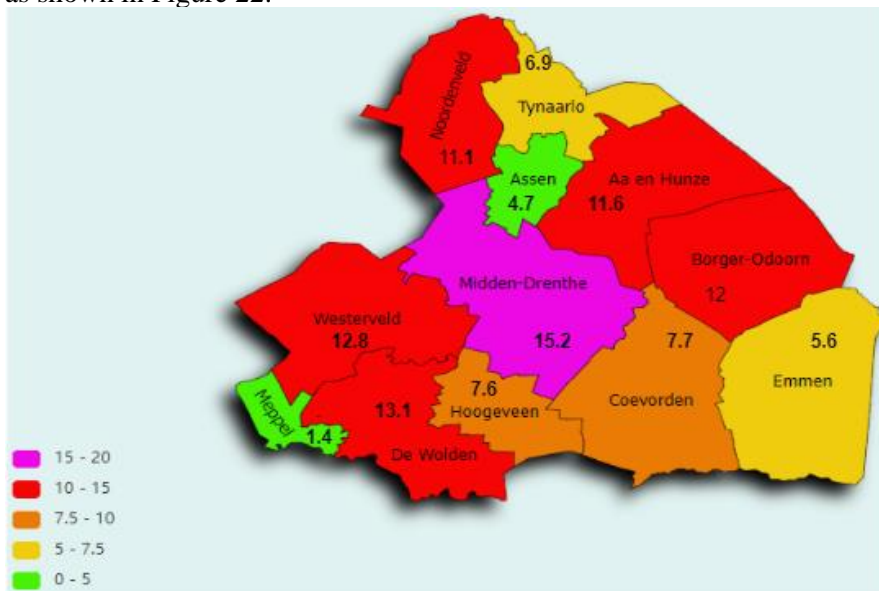 as shown in Figure 22.
6.9
Tynaarlo
Noordenveld
11.1
Assen
4.7
Aa en Hunze
11.6
Borger-Odoorn
12
Midden-Drenthe
15.2
Westerveld
12.8
7.7
Coevorden
5.6
Emmen
7.6
Hoogeveen
Meppel
1.4
13.1
De Wolden
15 - 20
10 - 15
7.5 - 10
5 - 7.5
0 - 5